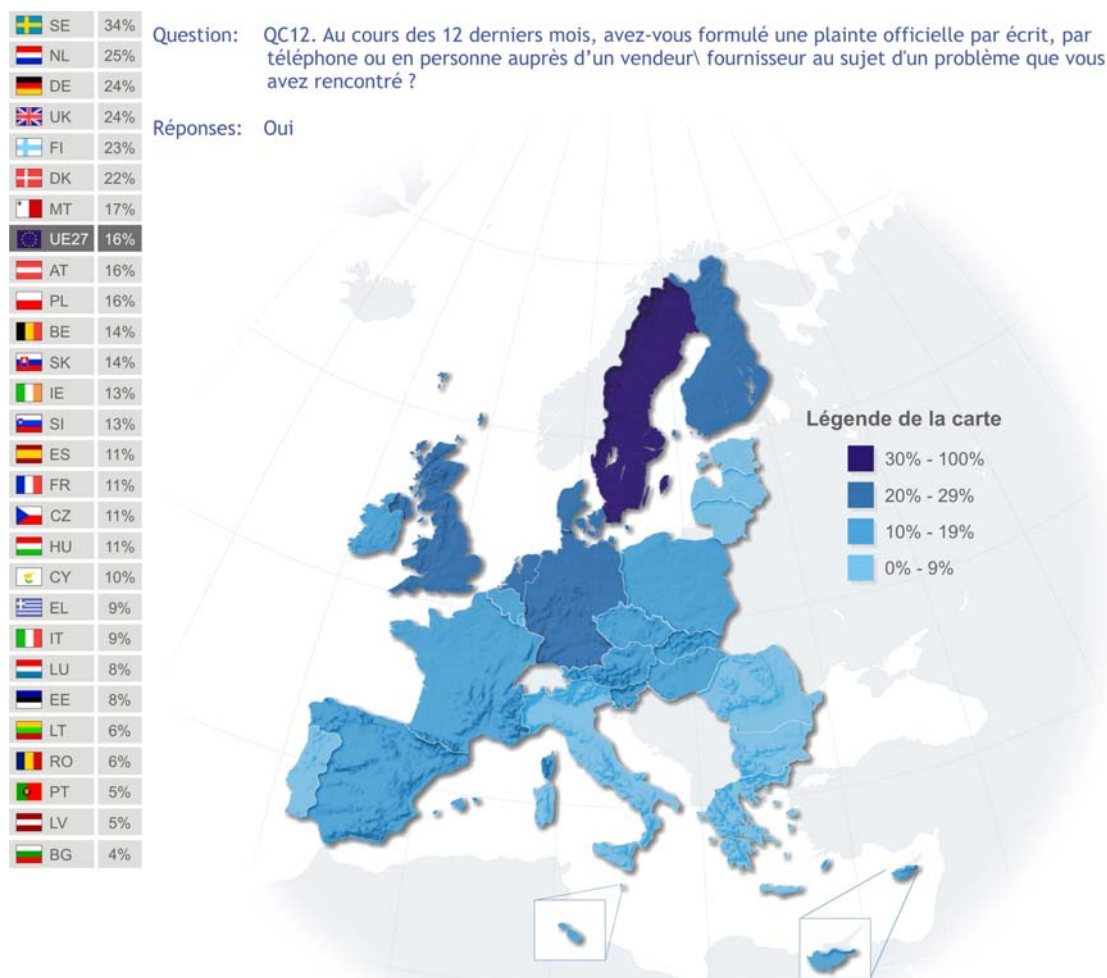 Question: QC12. Au cours des 12 derniers mois, avez-vous formulé une plainte officielle par écrit, par
téléphone ou en personne auprès d’un vendeur\ fournisseur au sujet d'un problème que vous
avez rencontré ?
Réponses: Oui
SE 34%
NL 25%
DE 24%
UK 24%
FI 23%
DK 22%
MT 17%
UE27 16%
AT 16%
PL 16%
BE 14%
SK 14%
IE 13%
SI 13%
ES 11%
FR 11%
CZ 11%
HU 11%
CY 10%
EL 9%
IT 9%
LU 8%
EE 8%
LT 6%
RO 6%
PT 5%
LV 5%
BG 4%
Légende de la carte
30% - 100%
20% - 29%
10% - 19%
0% - 9%